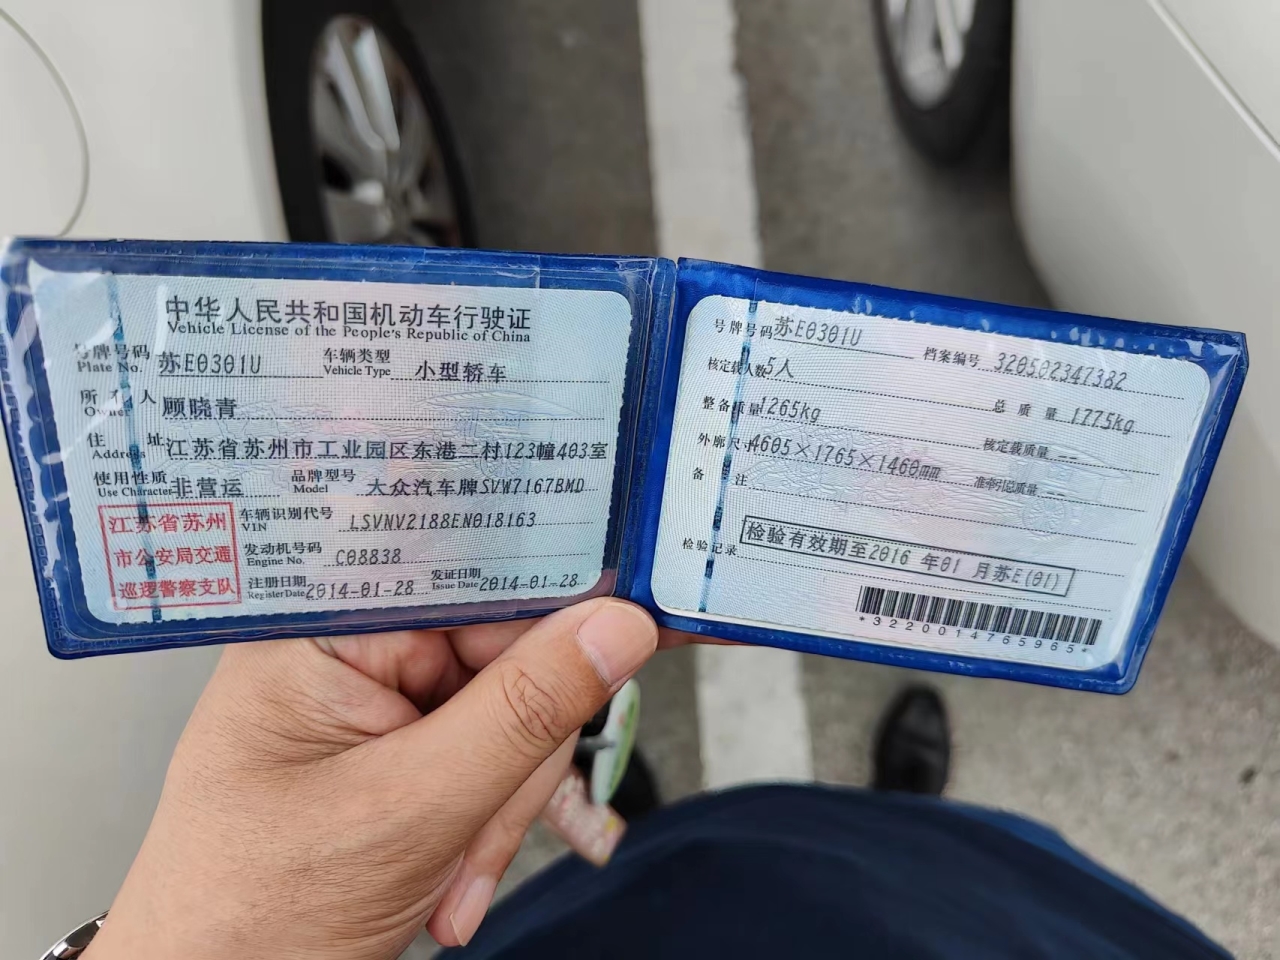 中华人民共和国机动车行驶证
Vehicle License of the People's Republic of China
号牌号码 苏E0301U 车辆类型 小型轿车
Plate No. Vehicle Type
所有人 顾晓青
Owner
住址 江苏省苏州市工业园区东港二村123幢403室
Address
使用性质 非营运 品牌型号 大众汽车牌SVW7167BMD
Use Character Model
江苏省苏州
市公安局交通
巡逻警察支队
车辆识别代号 LSVNV2188EN018163
VIN
发动机号码 C08838
Engine No.
注册日期 2014-01-28 发证日期 2014-01-28
Register Date Issue Date
号牌号码 苏E0301U 档案编号 320502347382
核定载人数 5人 总质量 1775kg
整备质量 1265kg 核定载质量 --
外廓尺寸 4605×1765×1460mm 准牵引总质量 --
备注
检验记录 检验有效期至2016 年01 月苏E(01)
*3220014765965*